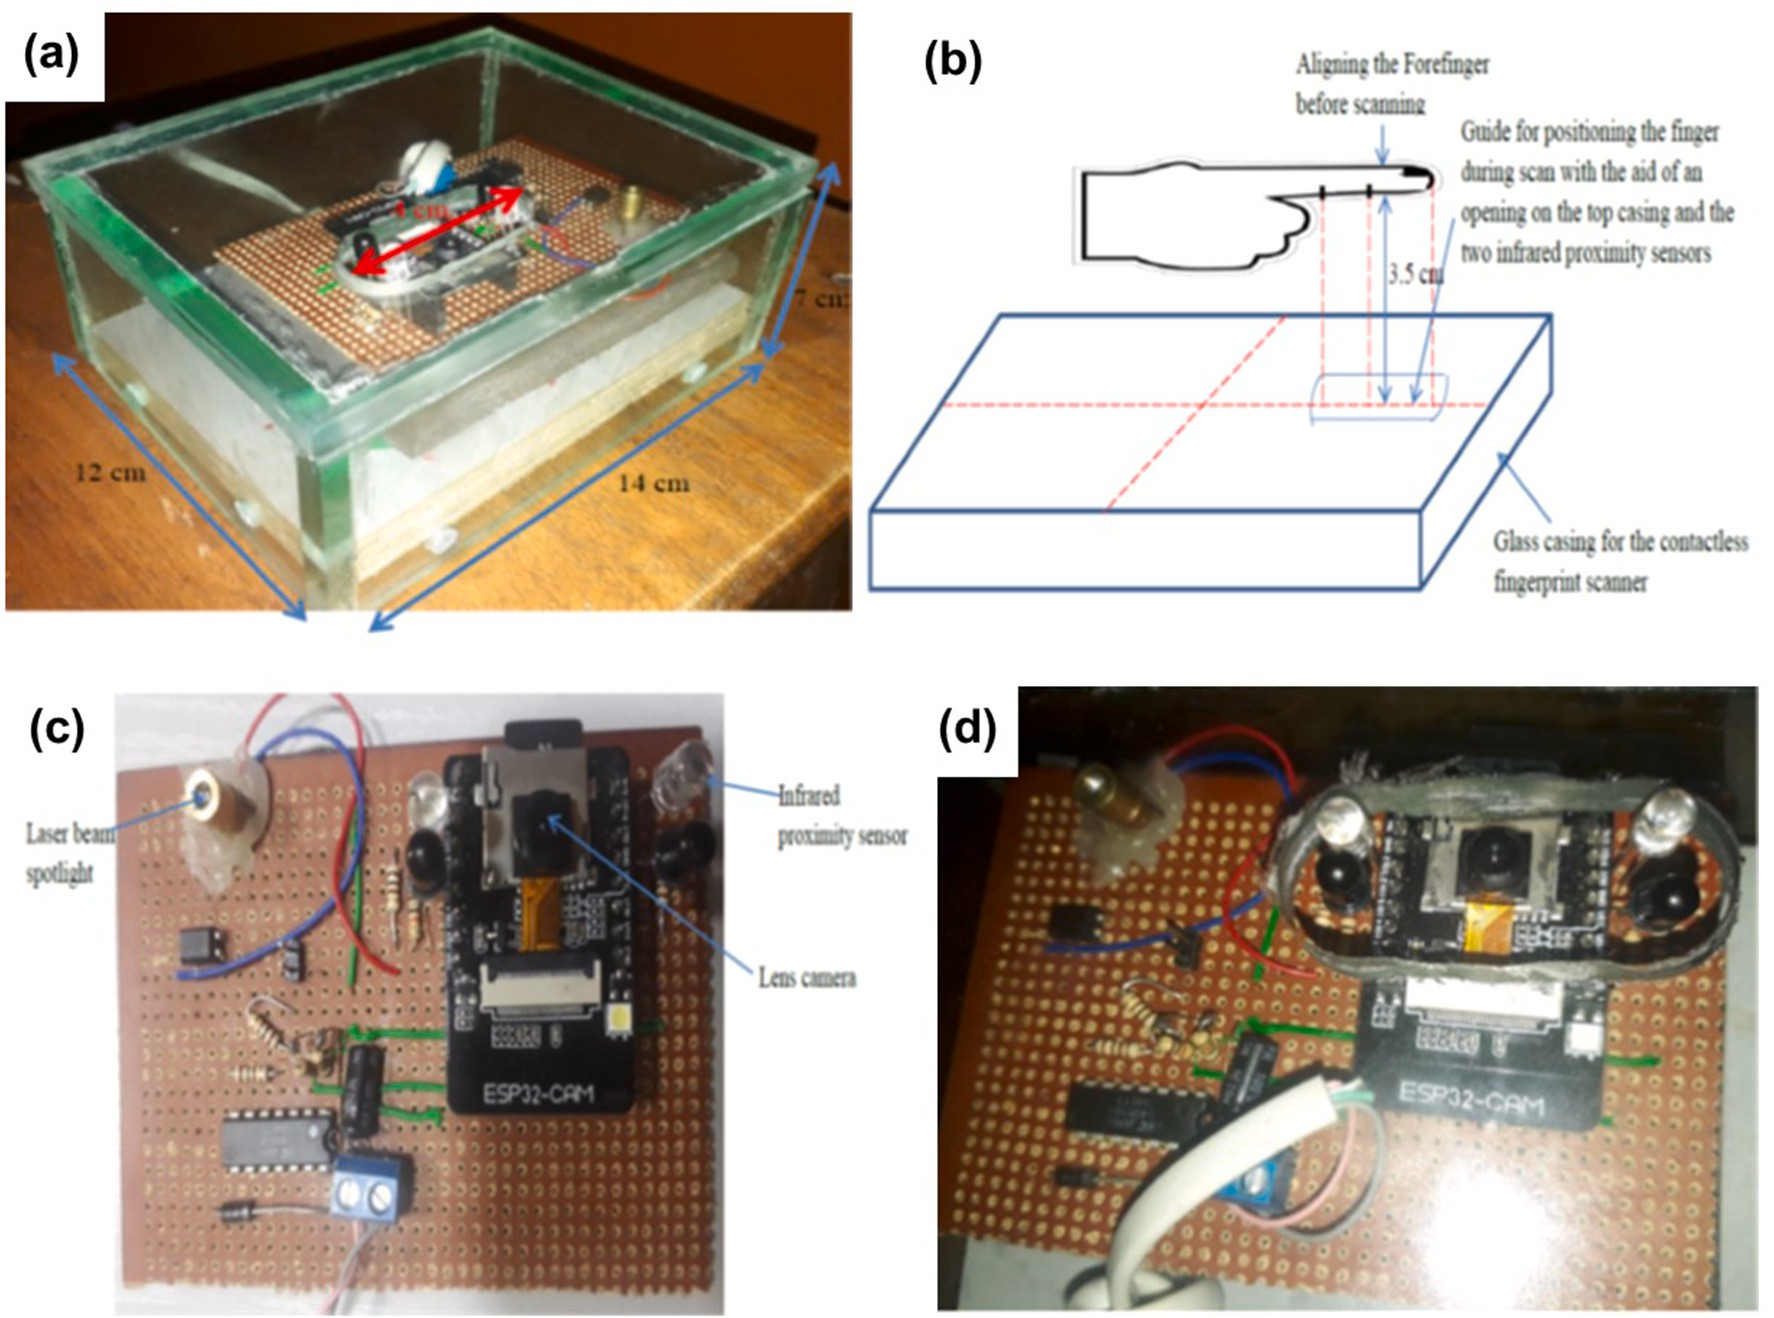 (a)
4 cm
7 cm
12 cm
14 cm
(b)
Aligning the Forefinger
before scanning
Guide for positioning the finger
during scan with the aid of an
opening on the top casing and the
two infrared proximity sensors
3.5 cm
Glass casing for the contactless
fingerprint scanner
(c)
Laser beam
spotlight
Infrared
proximity sensor
Lens camera
ESP32-CAM
(d)
ESP32-CAM